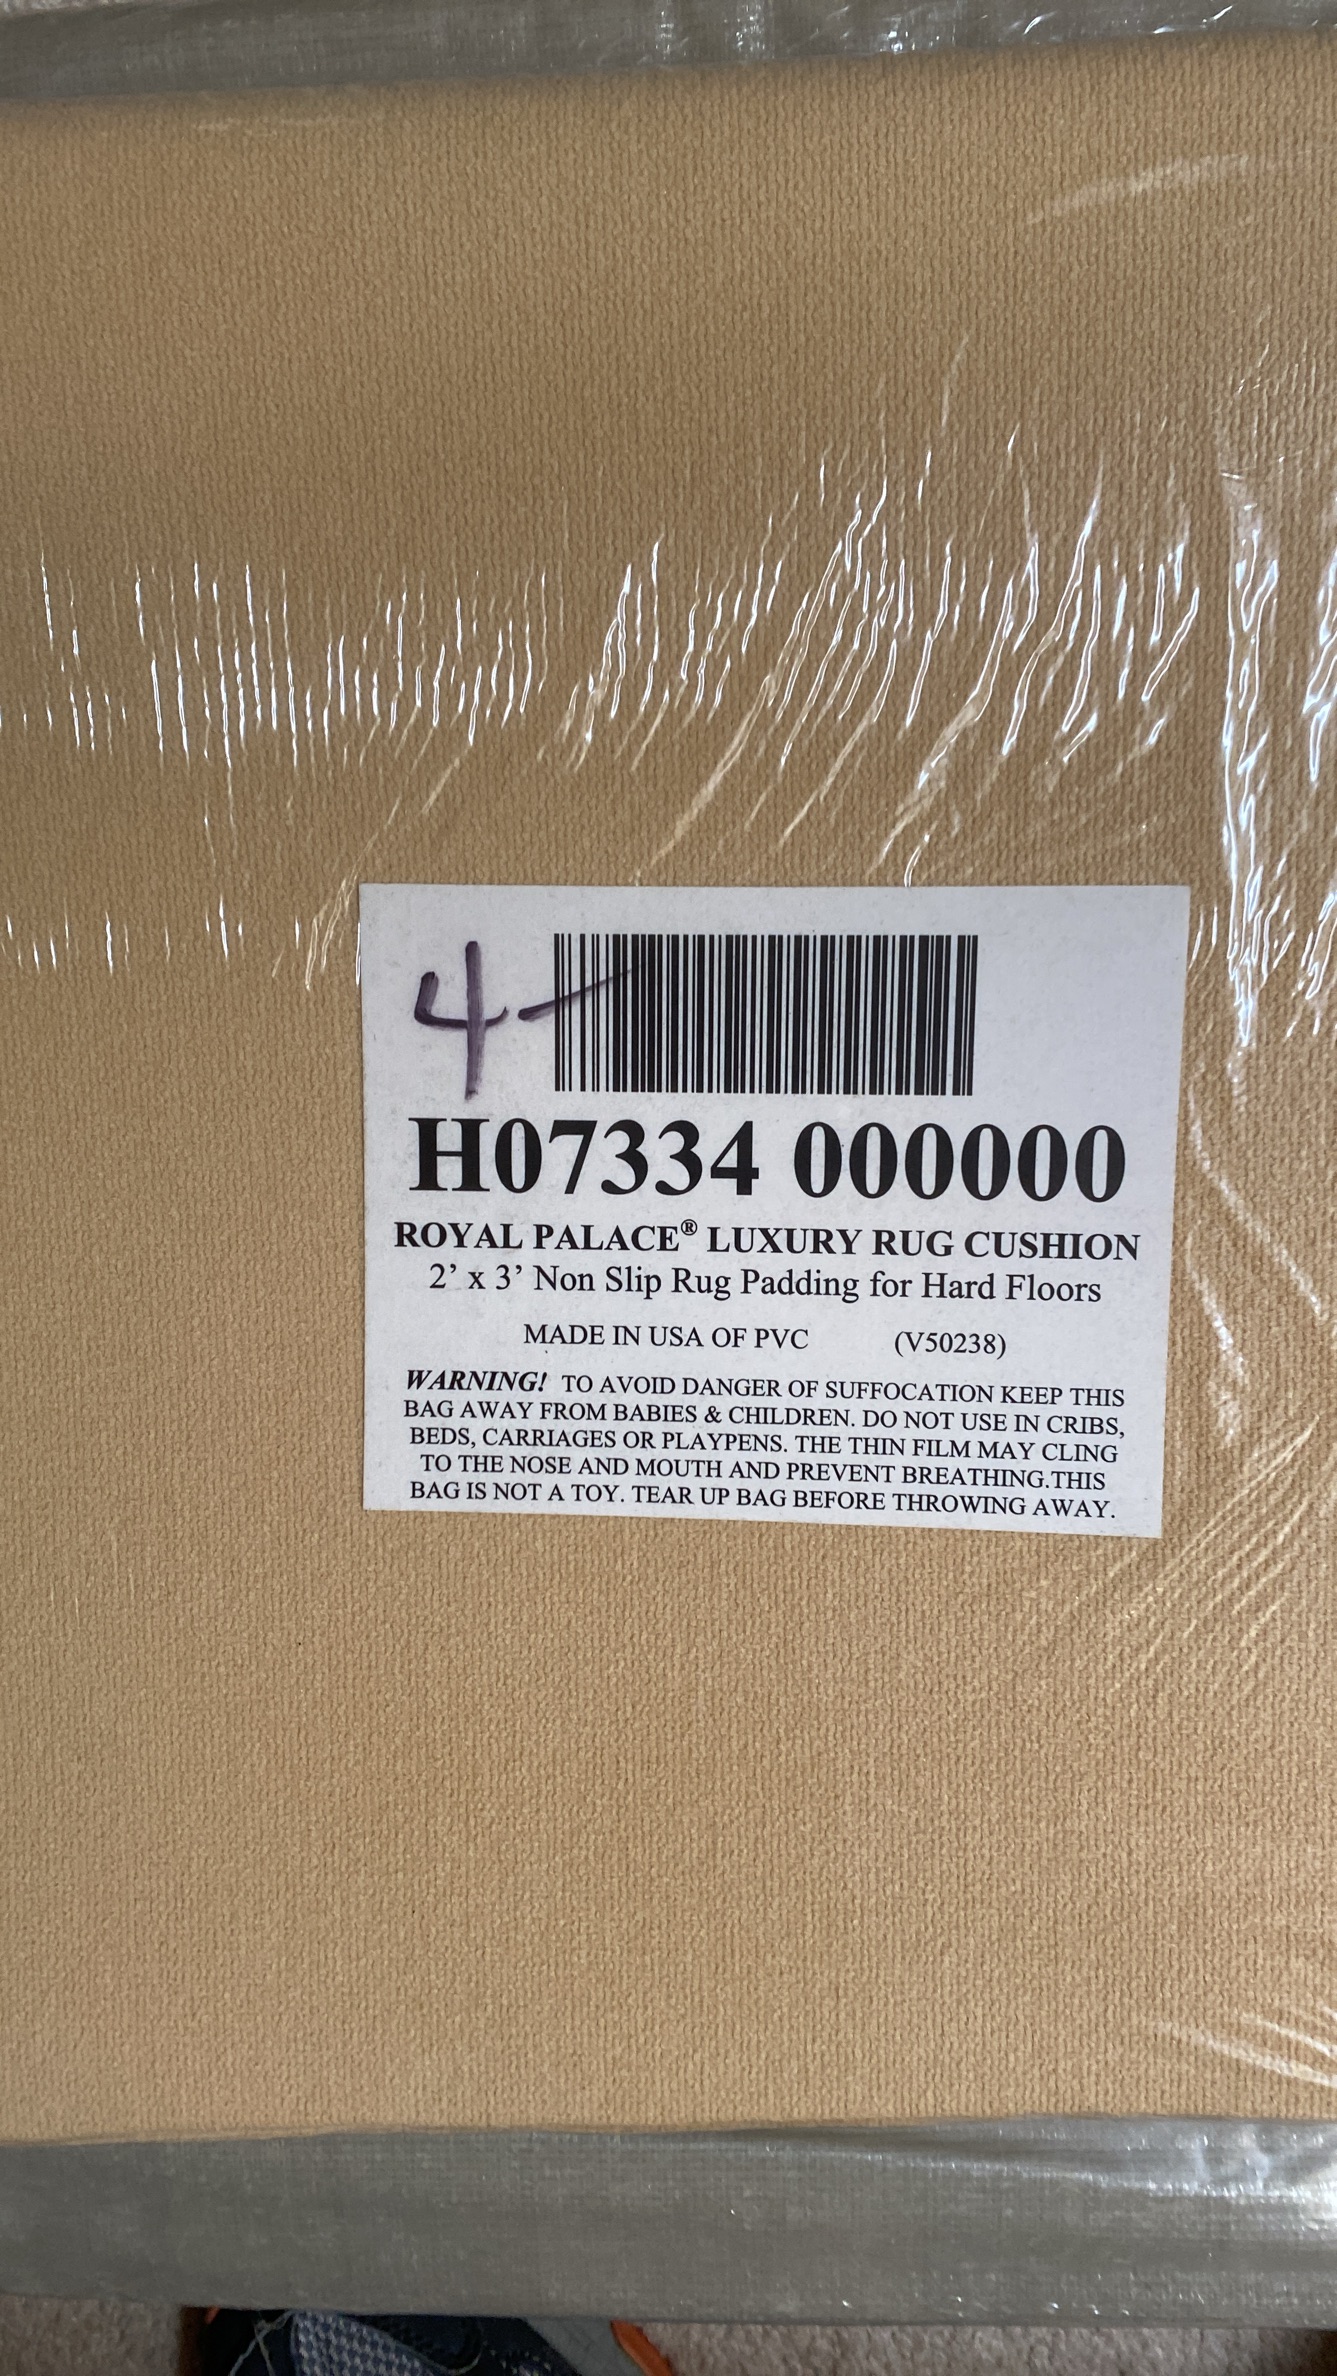 4-
H07334 000000
ROYAL PALACE® LUXURY RUG CUSHION
2’ x 3’ Non Slip Rug Padding for Hard Floors
MADE IN USA OF PVC (V50238)
WARNING! TO AVOID DANGER OF SUFFOCATION KEEP THIS
BAG AWAY FROM BABIES & CHILDREN. DO NOT USE IN CRIBS,
BEDS, CARRIAGES OR PLAYPENS. THE THIN FILM MAY CLING
TO THE NOSE AND MOUTH AND PREVENT BREATHING.THIS
BAG IS NOT A TOY. TEAR UP BAG BEFORE THROWING AWAY.